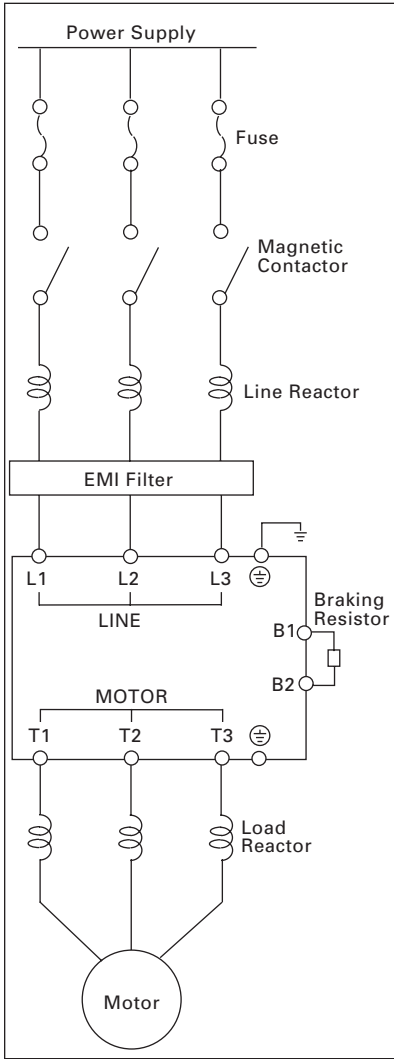 Power Supply
Fuse
Magnetic
Contactor
Line Reactor
EMI Filter
L1 L2 L3
LINE
Braking
Resistor
B1
B2
MOTOR
T1 T2 T3
Load
Reactor
Motor